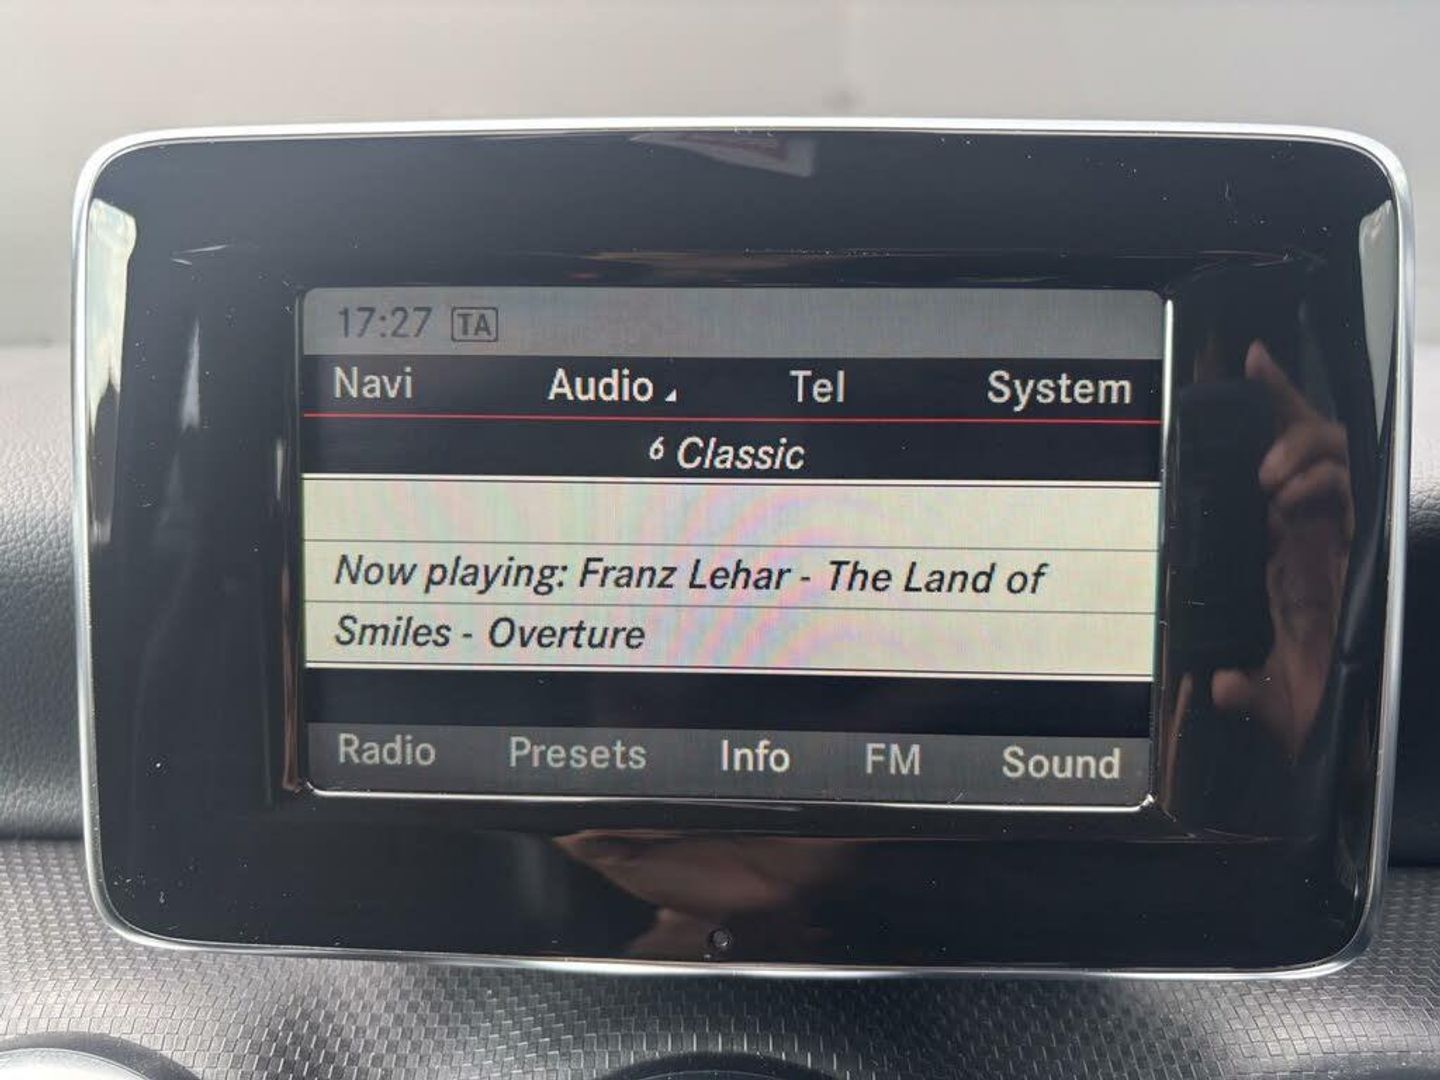 17:27 TA
Navi Audio Tel System
6 Classic
Now playing: Franz Lehar - The Land of
Smiles - Overture
Radio Presets Info FM Sound